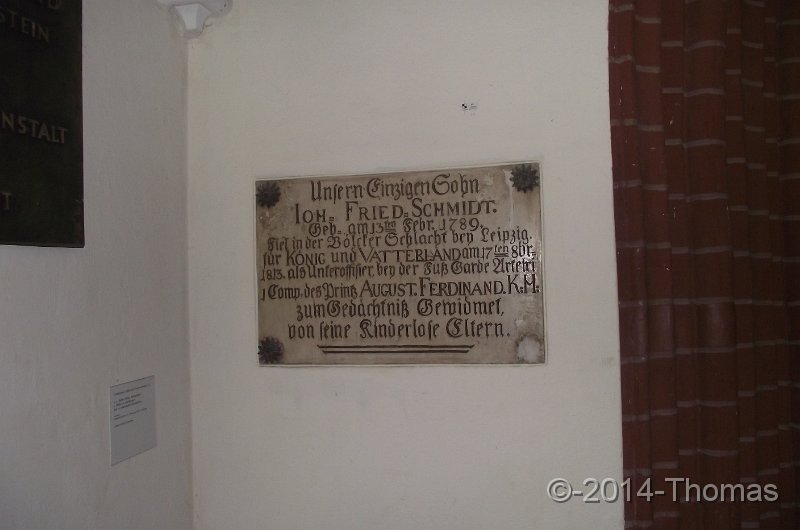 STEIN
NSTALT
T
Unsern Einzigen Sohn
IOH= FRIED=SCHMIDT.
Geb. am 13ten Febr. 1789.
Fiel in der Völcker Schlacht bey Leipzig.
für KÖNIG und VATTERLAND am 17ten 8br.
1813. als Unteroffisier, bey der Fuß Garde Artelri
1 Comp. des Prinß AUGUST. FERDINAND. K. H.
zum Gedächtniß Gewidmet,
von seine Kinderlose Eltern.
©-2014-Thomas